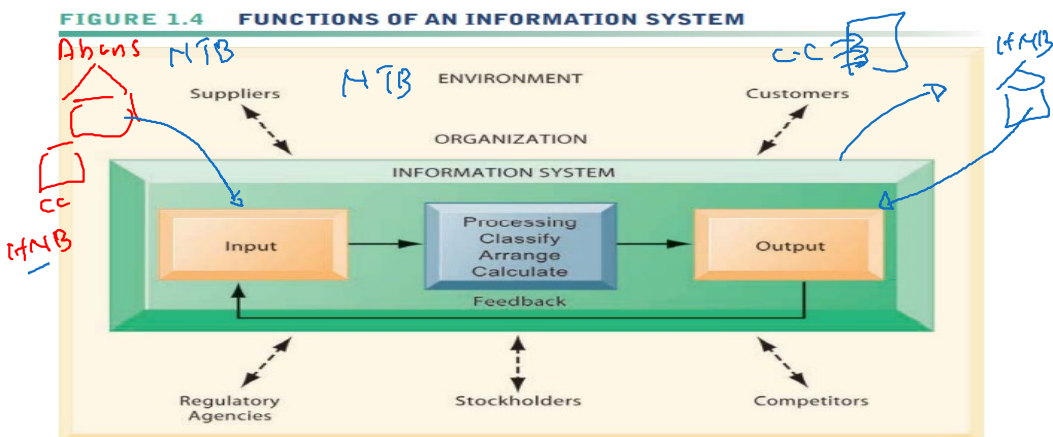 FIGURE 1.4 FUNCTIONS OF AN INFORMATION SYSTEM
Abans NTB
NTB
C-C
HNB
ENVIRONMENT
Suppliers
Customers
ORGANIZATION
INFORMATION SYSTEM
CC
HNB
Input
Processing
Classify
Arrange
Calculate
Output
Feedback
Regulatory
Agencies
Stockholders
Competitors